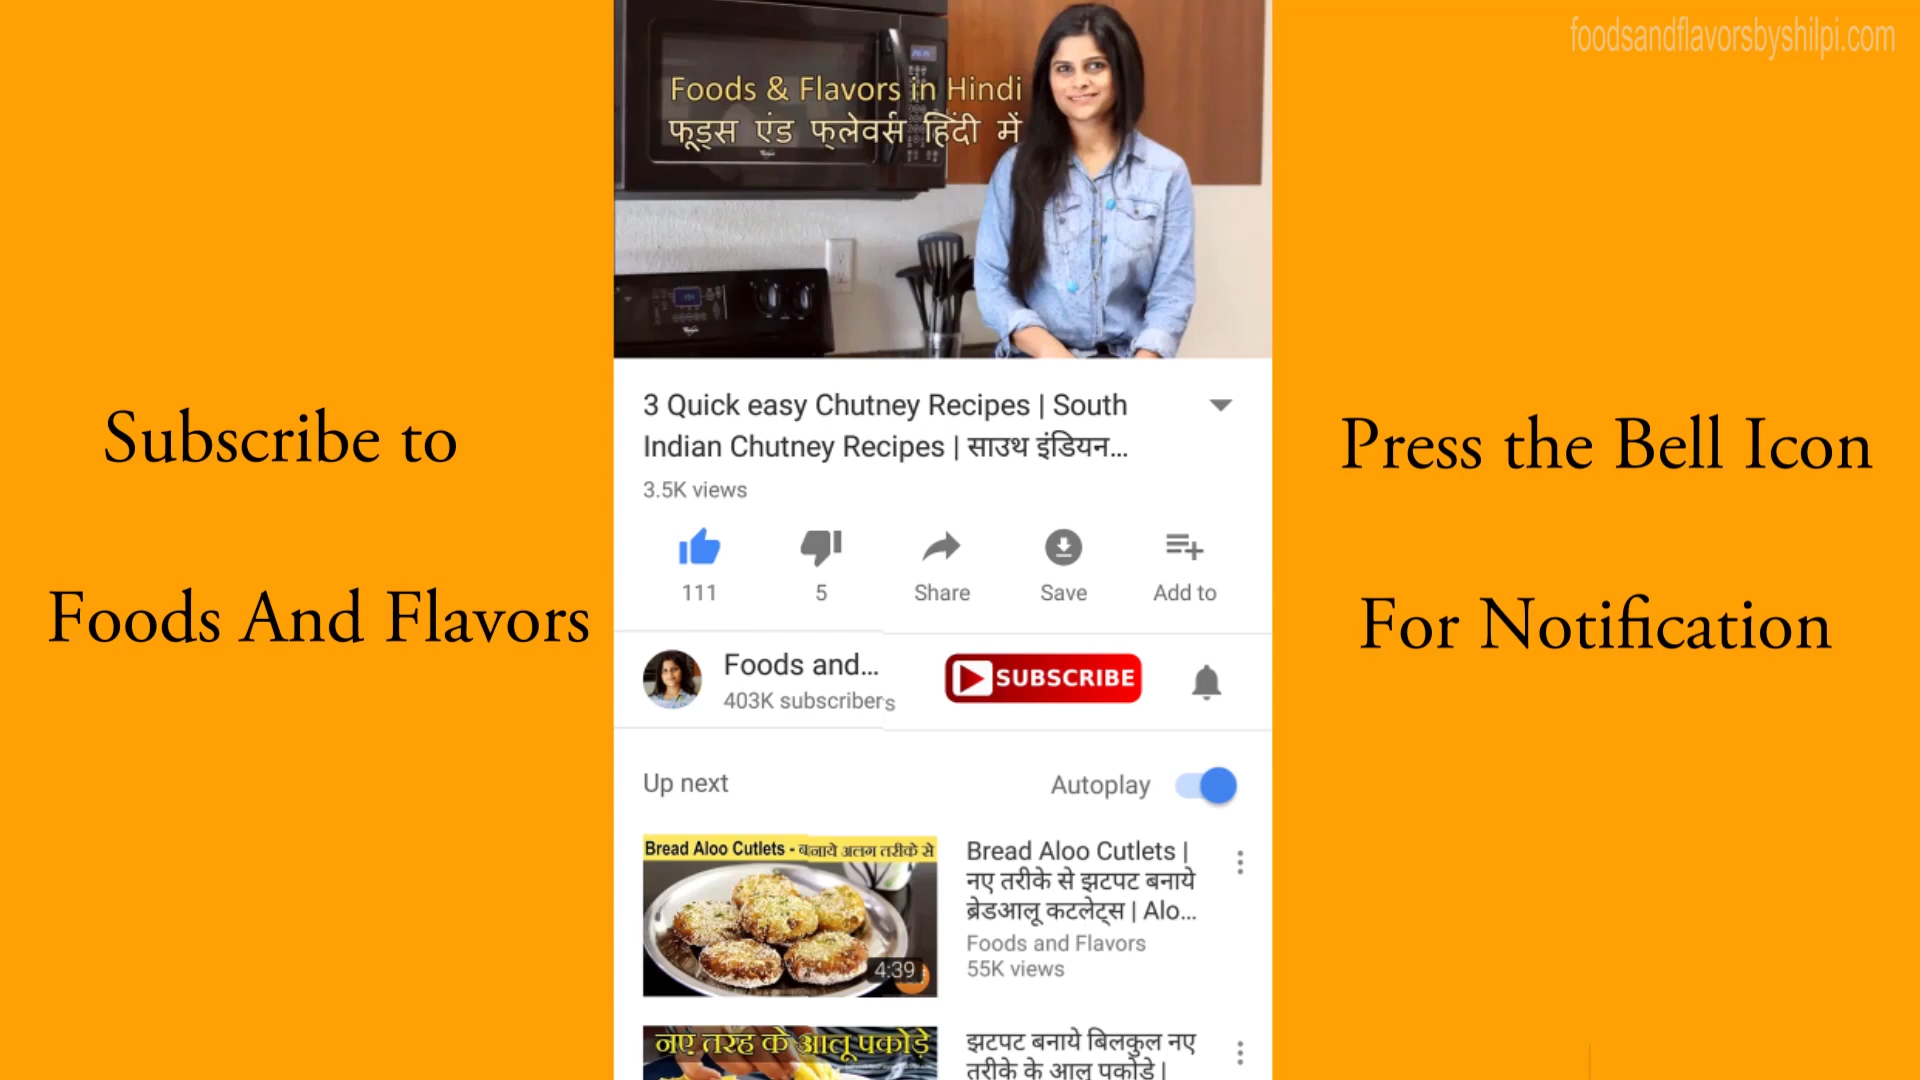 foodsandflavorsbyshilpi.com
Foods & Flavors in Hindi
फूड्स एंड फ्लेवर्स हिंदी में
Subscribe to
Foods And Flavors
3 Quick easy Chutney Recipes | South
Indian Chutney Recipes | साउथ इंडियन...
3.5K views
111
5
Share
Save
Add to
Foods and...
403K subscribers
SUBSCRIBE
Press the Bell Icon
For Notification
Up next
Autoplay
Bread Aloo Cutlets - बनाये अलग तरीके से
4:39
Bread Aloo Cutlets |
नए तरीके से झटपट बनाये
ब्रेडआलू कटलेट्स | Alo...
Foods and Flavors
55K views
नए तरह के आलू पकोड़े
झटपट बनाये बिलकुल नए
तरीके के आलू पकोड़े |